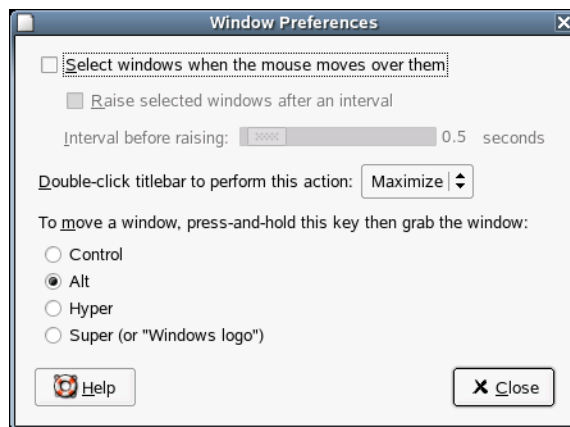 Window Preferences
Select windows when the mouse moves over them
Raise selected windows after an interval
Interval before raising: 0.5 seconds
Double-click titlebar to perform this action: Maximize
To move a window, press-and-hold this key then grab the window:
Control
Alt
Hyper
Super (or "Windows logo")
Help Close